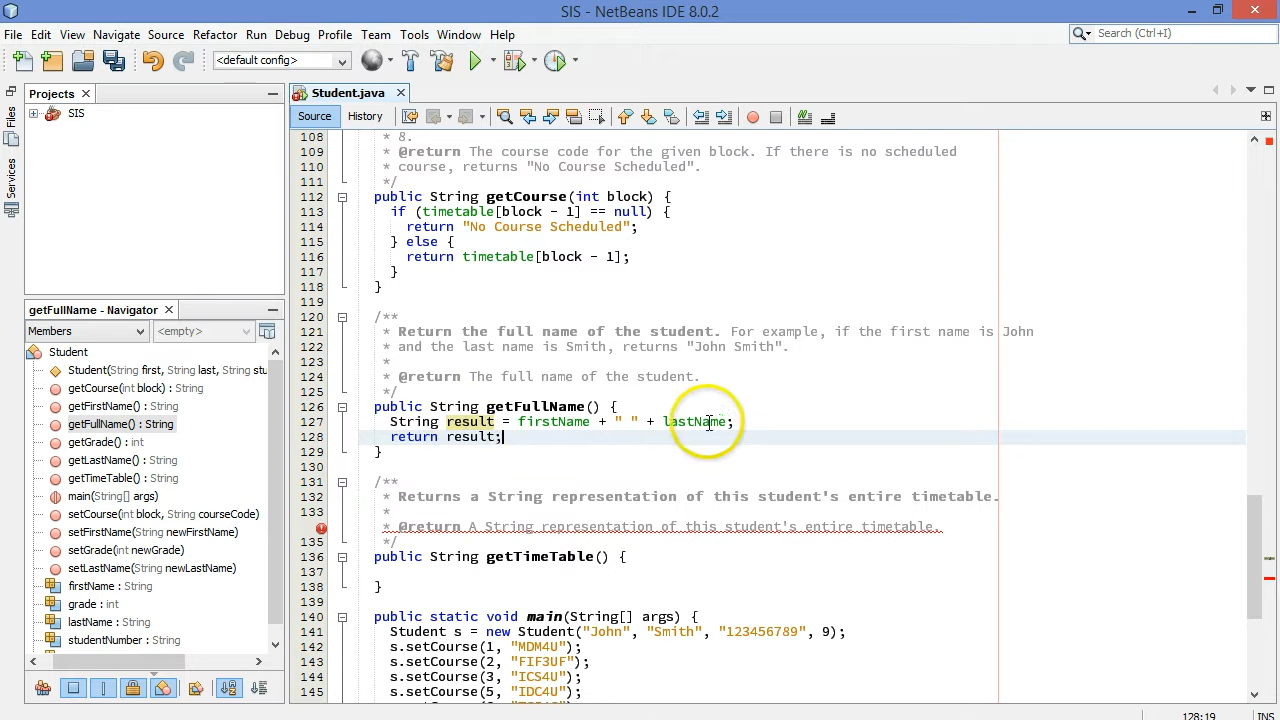 SIS - NetBeans IDE 8.0.2
File Edit View Navigate Source Refactor Run Debug Profile Team Tools Window Help
Search (Ctrl+I)
<default config>
Projects
Files
Services
SIS
Student.java
Source History
108 * 8.
109 * @return The course code for the given block. If there is no scheduled
110 * course, returns "No Course Scheduled".
111 */
112 public String getCourse(int block) {
113 if (timetable[block - 1] == null) {
114 return "No Course Scheduled";
115 } else {
116 return timetable[block - 1];
117 }
118 }
119
120 /**
121 * Return the full name of the student. For example, if the first name is John
122 * and the last name is Smith, returns "John Smith".
123 *
124 * @return The full name of the student.
125 */
126 public String getFullName() {
127 String result = firstName + " " + lastName;
128 return result;
129 }
130
131 /**
132 * Returns a String representation of this student's entire timetable.
133 *
* @return A String representation of this student's entire timetable.
135 */
136 public String getTimeTable() {
137
138 }
139
140 public static void main(String[] args) {
141 Student s = new Student("John", "Smith", "123456789", 9);
142 s.setCourse(1, "MDM4U");
143 s.setCourse(2, "FIF3UF");
144 s.setCourse(3, "ICS4U");
145 s.setCourse(5, "IDC4U");
getFullName - Navigator
Members
<empty>
Student
Student(String first, String last, String stu
getCourse(int block) : String
getFirstName() : String
getFullName() : String
getGrade() : int
getLastName() : String
getTimeTable() : String
main(String[] args)
setCourse(int block, String courseCode)
setFirstName(String newFirstName)
setGrade(int newGrade)
setLastName(String newLastName)
firstName : String
grade : int
lastName : String
studentNumber : String
128:19
INS